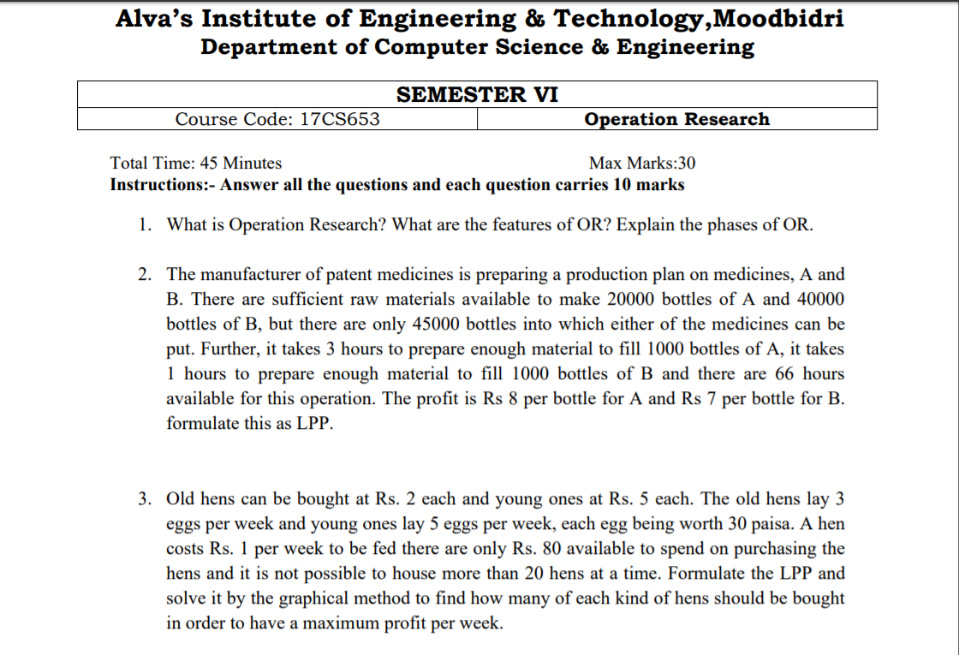 Alva's Institute of Engineering & Technology,Moodbidri
Department of Computer Science & Engineering
SEMESTER VI
Course Code: 17CS653 Operation Research
Total Time: 45 Minutes Max Marks:30
Instructions:- Answer all the questions and each question carries 10 marks
1. What is Operation Research? What are the features of OR? Explain the phases of OR.
2. The manufacturer of patent medicines is preparing a production plan on medicines, A and
B. There are sufficient raw materials available to make 20000 bottles of A and 40000
bottles of B, but there are only 45000 bottles into which either of the medicines can be
put. Further, it takes 3 hours to prepare enough material to fill 1000 bottles of A, it takes
1 hours to prepare enough material to fill 1000 bottles of B and there are 66 hours
available for this operation. The profit is Rs 8 per bottle for A and Rs 7 per bottle for B.
formulate this as LPP.
3. Old hens can be bought at Rs. 2 each and young ones at Rs. 5 each. The old hens lay 3
eggs per week and young ones lay 5 eggs per week, each egg being worth 30 paisa. A hen
costs Rs. 1 per week to be fed there are only Rs. 80 available to spend on purchasing the
hens and it is not possible to house more than 20 hens at a time. Formulate the LPP and
solve it by the graphical method to find how many of each kind of hens should be bought
in order to have a maximum profit per week.